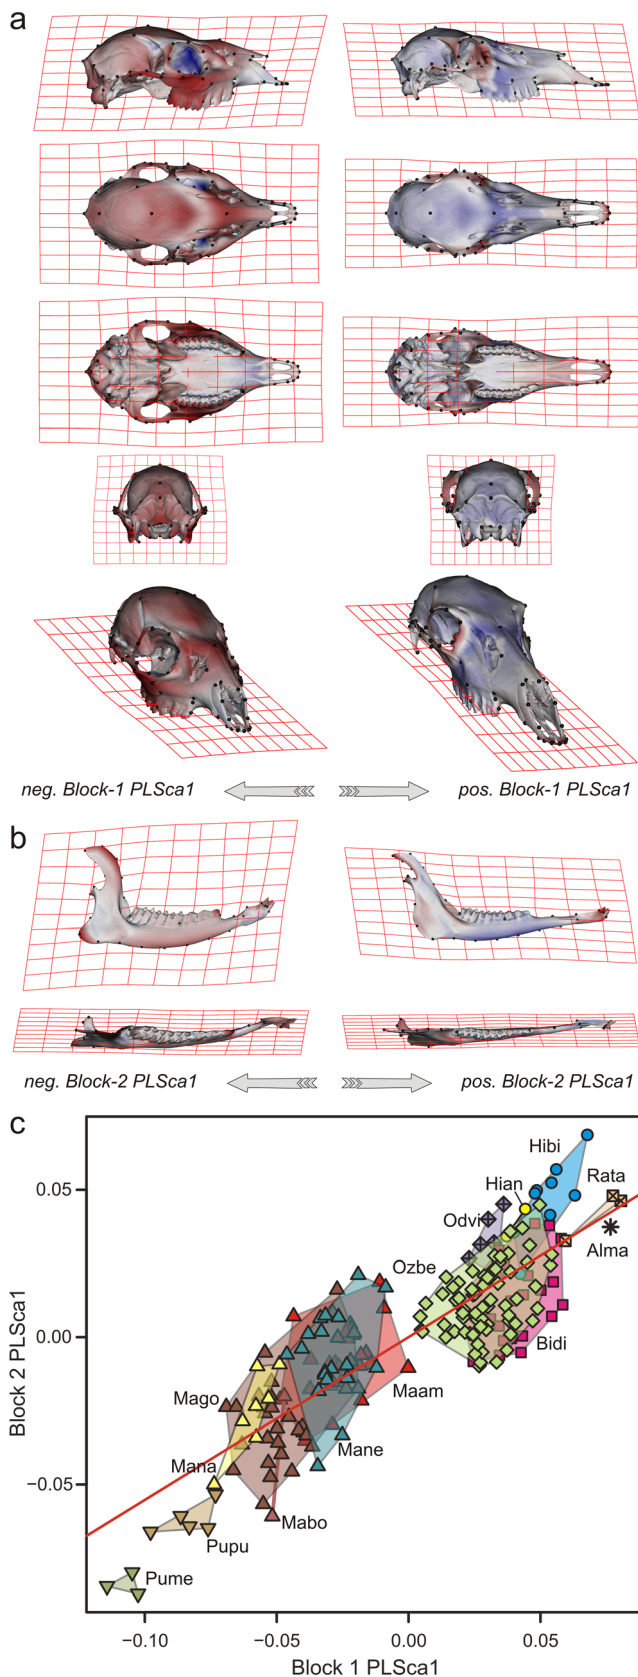 a
neg. Block-1 PLSca1
pos. Block-1 PLSca1
b
neg. Block-2 PLSca1
pos. Block-2 PLSca1
c
Hibi
Hian
Rata
0.05
Odvi
Alma
Ozbe
Block 2 PLSca1
0.00
Bidi
Mago
Maam
Mane
Mana
−0.05
Mabo
Pupu
Pume
−0.10
−0.05
0.00
0.05
Block 1 PLSca1